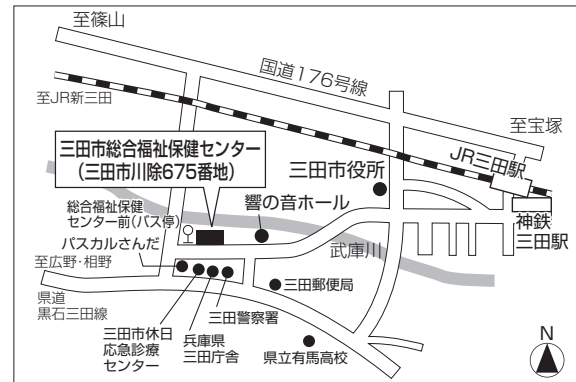 至篠山
国道176号線
至JR新三田
至宝塚
JR三田駅
三田市総合福祉保健センター
（三田市川除675番地）
三田市役所
総合福祉保健
センター前（バス停）
響の音ホール
神鉄
三田駅
パスカルさんだ
武庫川
至広野・相野
三田郵便局
県道
黒石三田線
三田警察署
三田市休日
応急診療
センター
兵庫県
三田庁舎
県立有馬高校
N